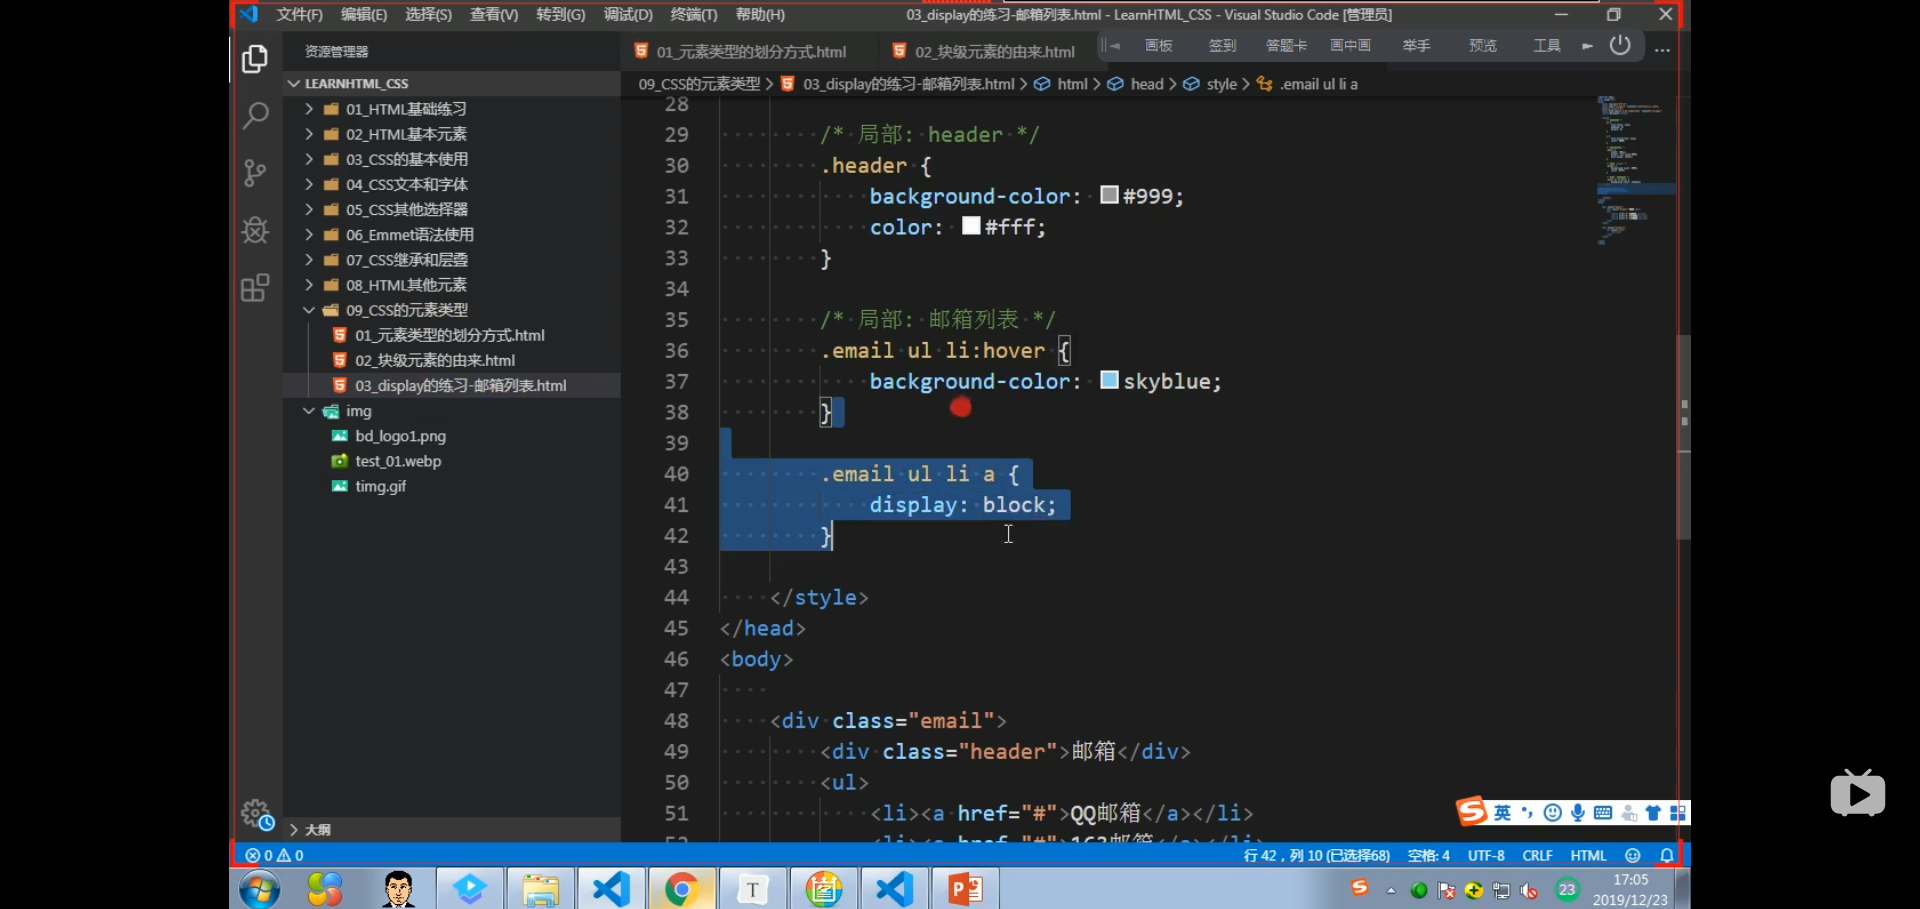 文件(F) 编辑(E) 选择(S) 查看(V) 转到(G) 调试(D) 终端(T) 帮助(H) 03_display的练习-邮箱列表.html - LearnHTML_CSS - Visual Studio Code [管理员]
资源管理器
01_元素类型的划分方式.html 02_块级元素的由来.html
画板 签到 答题卡 画中画 举手 预览 工具
LEARNHTML_CSS
09_CSS的元素类型 > 03_display的练习-邮箱列表.html > html > head > style > .email ul li a
01_HTML基础练习
02_HTML基本元素
03_CSS的基本使用
04_CSS文本和字体
05_CSS其他选择器
06_Emmet语法使用
07_CSS继承和层叠
08_HTML其他元素
09_CSS的元素类型
01_元素类型的划分方式.html
02_块级元素的由来.html
03_display的练习-邮箱列表.html
img
bd_logo1.png
test_01.webp
timg.gif
大纲
28
29 /* 局部: header */
30 .header {
31 background-color: #999;
32 color: #fff;
33 }
34
35 /* 局部: 邮箱列表 */
36 .email ul li:hover {
37 background-color: skyblue;
38 }
39
40 .email ul li a {
41 display: block;
42 }
43
44 </style>
45 </head>
46 <body>
47
48 <div class="email">
49 <div class="header">邮箱</div>
50 <ul>
51 <li><a href="#">QQ邮箱</a></li>
52 <li><a href="#">163邮箱</a></li>
英
0 0 行 42，列 10 (已选择68) 空格: 4 UTF-8 CRLF HTML
T
P
23
17:05
2019/12/23